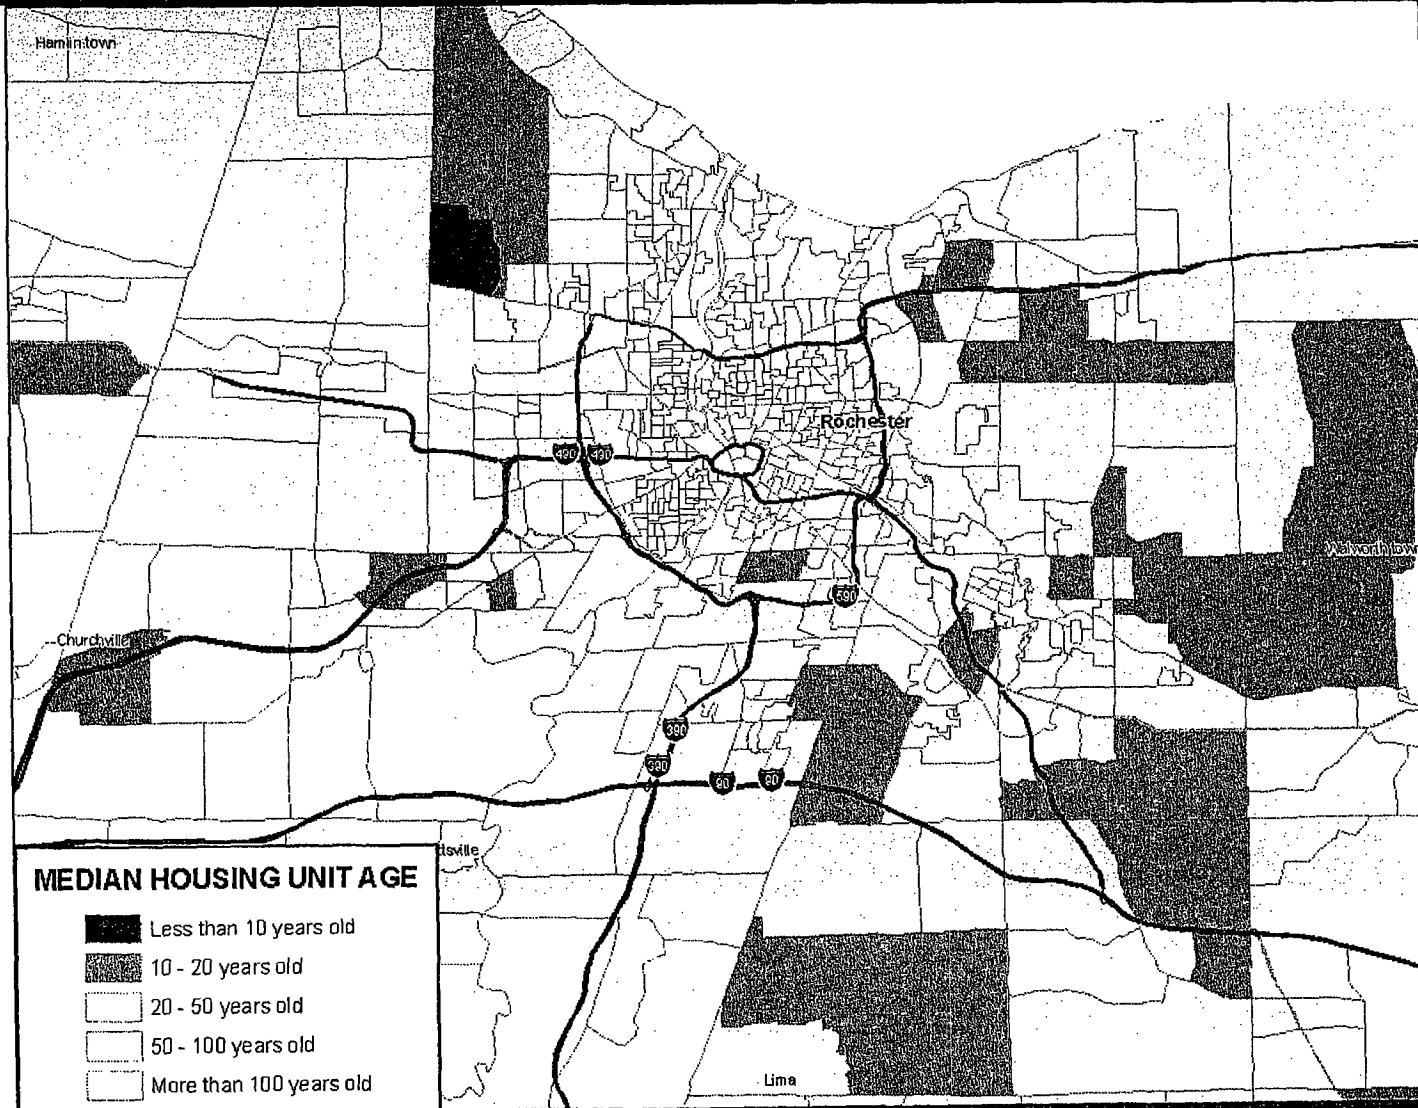 Hamlin town
Rochester
490
490
Walworth town
590
Churchville
390
390
90
90
dsville
MEDIAN HOUSING UNIT AGE
Less than 10 years old
10 - 20 years old
20 - 50 years old
50 - 100 years old
More than 100 years old
Lima